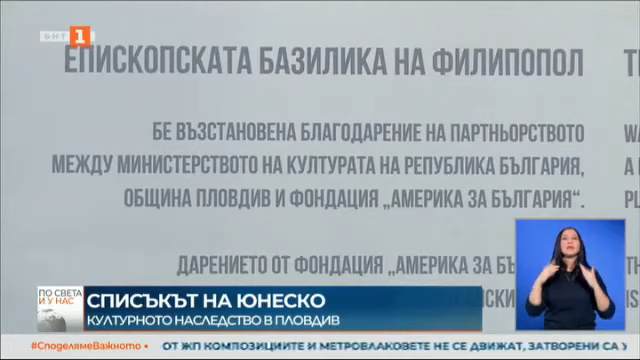 БНТ 1
ЕПИСКОПСКАТА БАЗИЛИКА НА ФИЛИПОПОЛ
БЕ ВЪЗСТАНОВЕНА БЛАГОДАРЕНИЕ НА ПАРТНЬОРСТВОТО
МЕЖДУ МИНИСТЕРСТВОТО НА КУЛТУРАТА НА РЕПУБЛИКА БЪЛГАРИЯ,
ОБЩИНА ПЛОВДИВ И ФОНДАЦИЯ „АМЕРИКА ЗА БЪЛГАРИЯ“.
ДАРЕНИЕТО ОТ ФОНДАЦИЯ „АМЕРИКА ЗА
ПО СВЕТА
И У НАС
СПИСЪКЪТ НА ЮНЕСКО
КУЛТУРНОТО НАСЛЕДСТВО В ПЛОВДИВ
#СподелямеВажното
ОТ ЖП КОМПОЗИЦИИТЕ И МЕТРОВЛАКОВЕТЕ НЕ СЕ ДВИЖАТ, ЗАТВОРЕНИ СА